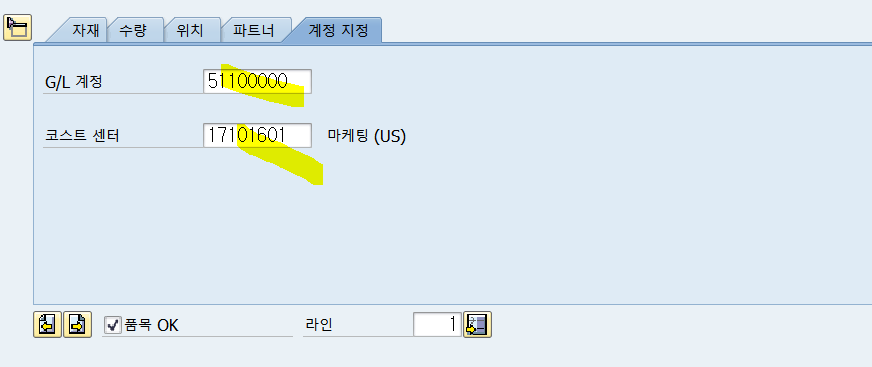 자재 수량 위치 파트너 계정 지정
G/L 계정 51100000
코스트 센터 17101601 마케팅 (US)
품목 OK 라인 1